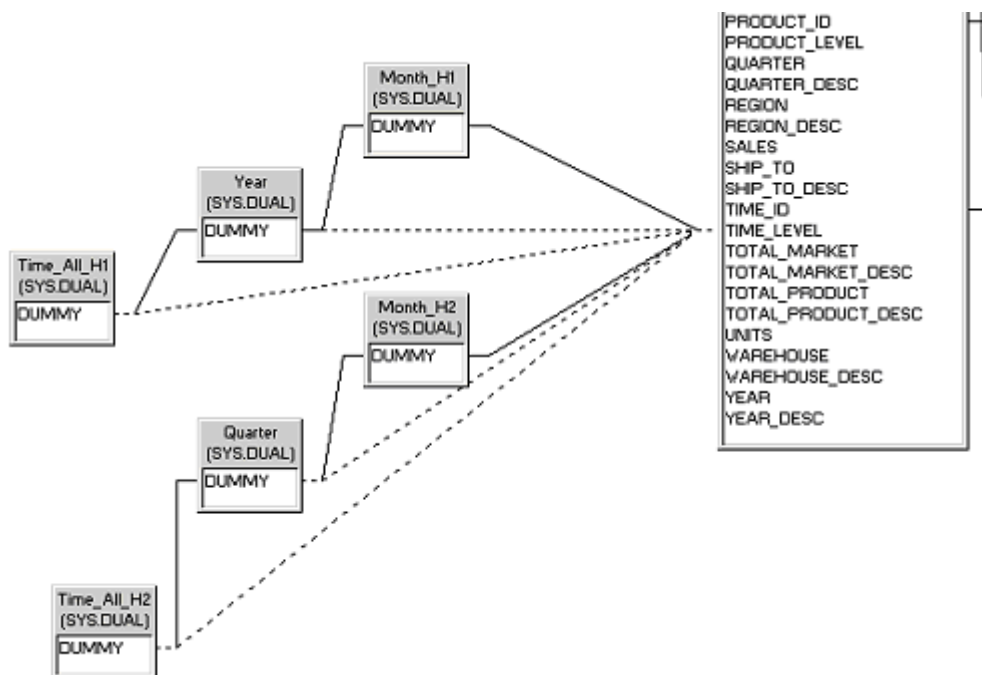 Month_H1
(SYS.DUAL)
DUMMY
Year
(SYS.DUAL)
DUMMY
Time_All_H1
(SYS.DUAL)
DUMMY
Month_H2
(SYS.DUAL)
DUMMY
Quarter
(SYS.DUAL)
DUMMY
Time_All_H2
(SYS.DUAL)
DUMMY
PRODUCT_ID
PRODUCT_LEVEL
QUARTER
QUARTER_DESC
REGION
REGION_DESC
SALES
SHIP_TO
SHIP_TO_DESC
TIME_ID
TIME_LEVEL
TOTAL_MARKET
TOTAL_MARKET_DESC
TOTAL_PRODUCT
TOTAL_PRODUCT_DESC
UNITS
WAREHOUSE
WAREHOUSE_DESC
YEAR
YEAR_DESC